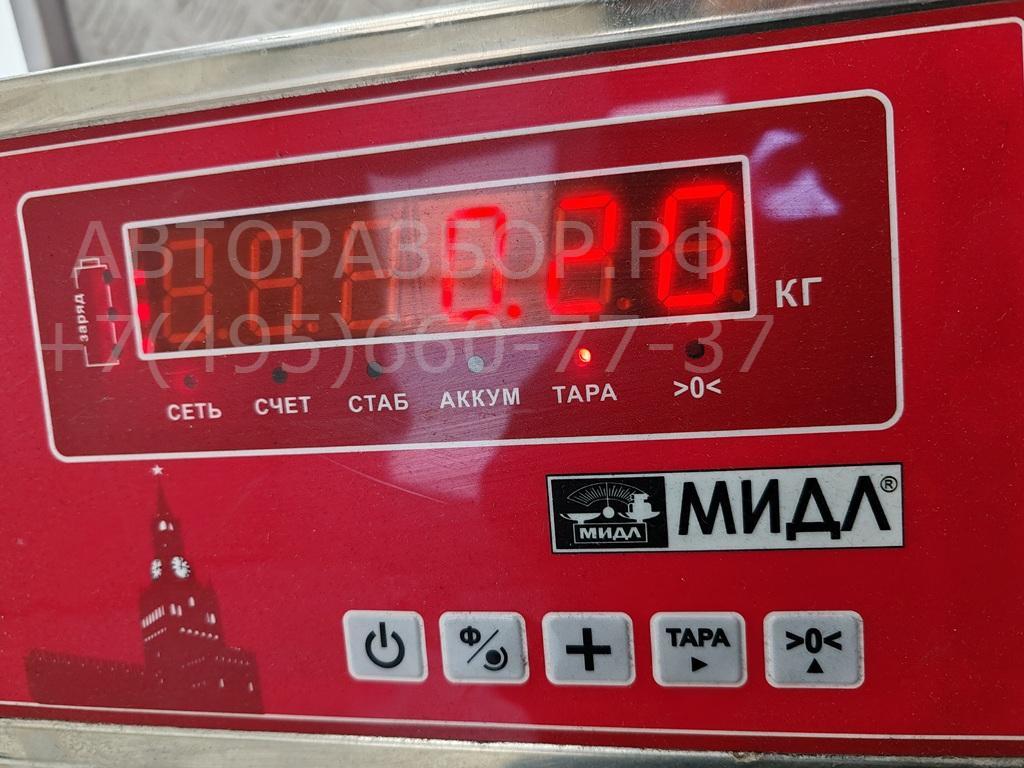 АВТОРАЗБОР.РФ
0.20
КГ
заряд
+7(495)660-77-37
СЕТЬ СЧЕТ СТАБ АККУМ ТАРА >0<
МИДЛ МИДЛ®
Ф ТАРА >0<